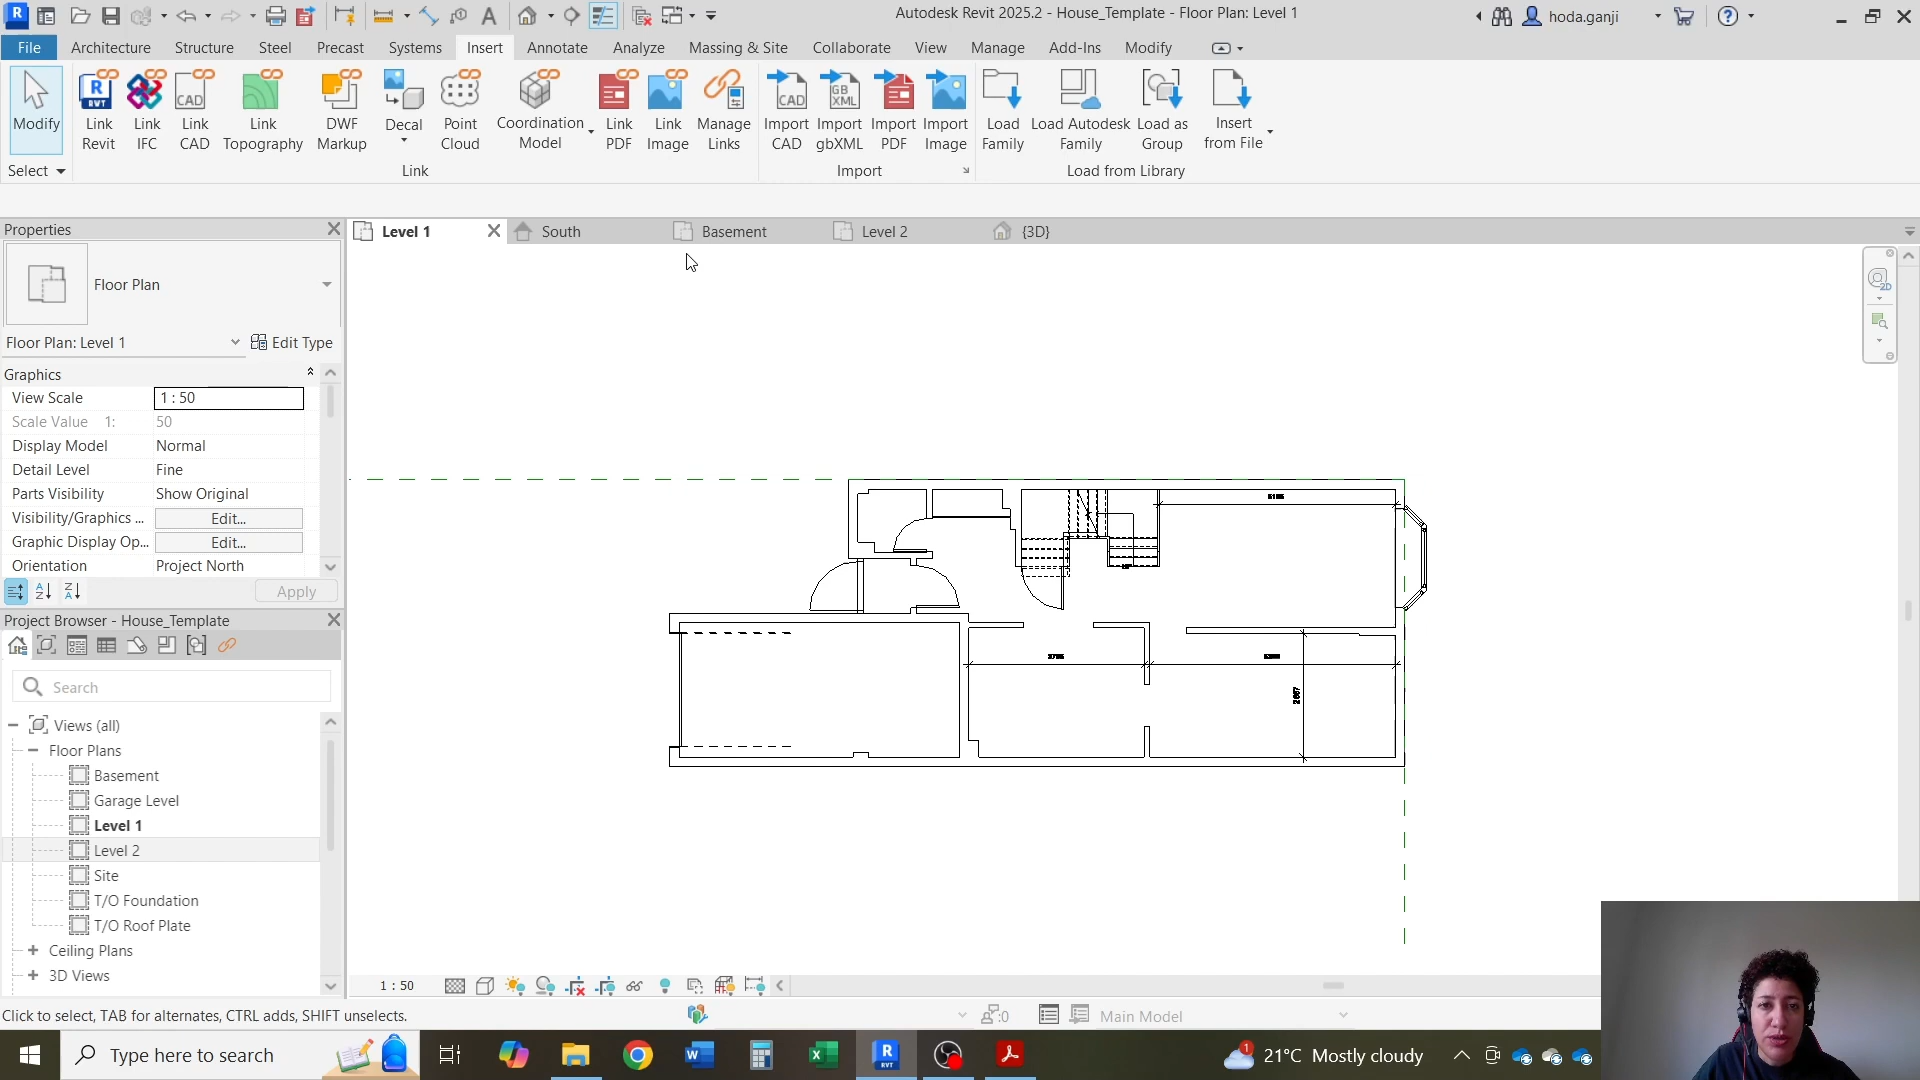 Autodesk Revit 2025.2 - House_Template - Floor Plan: Level 1
hoda.ganji
File Architecture Structure Steel Precast Systems Insert Annotate Analyze Massing & Site Collaborate View Manage Add-Ins Modify
Modify
Link Revit
Link IFC
Link CAD
Link Topography
DWF Markup
Decal
Point Cloud
Coordination Model
Link PDF
Link Image
Manage Links
Import CAD
Import gbXML
Import PDF
Import Image
Load Family
Load Autodesk Family
Load as Group
Insert from File
Select Link Import Load from Library
Properties
Level 1 South Basement Level 2 {3D}
Floor Plan
Floor Plan: Level 1 Edit Type
Graphics
View Scale 1 : 50
Scale Value 1: 50
Display Model Normal
Detail Level Fine
Parts Visibility Show Original
Visibility/Graphics ... Edit...
Graphic Display Op... Edit...
Orientation Project North
Apply
Project Browser - House_Template
Search
Views (all)
Floor Plans
Basement
Garage Level
Level 1
Level 2
Site
T/O Foundation
T/O Roof Plate
Ceiling Plans
3D Views
1 : 50
Click to select, TAB for alternates, CTRL adds, SHIFT unselects.
:0
Main Model
Type here to search
1
21°C Mostly cloudy